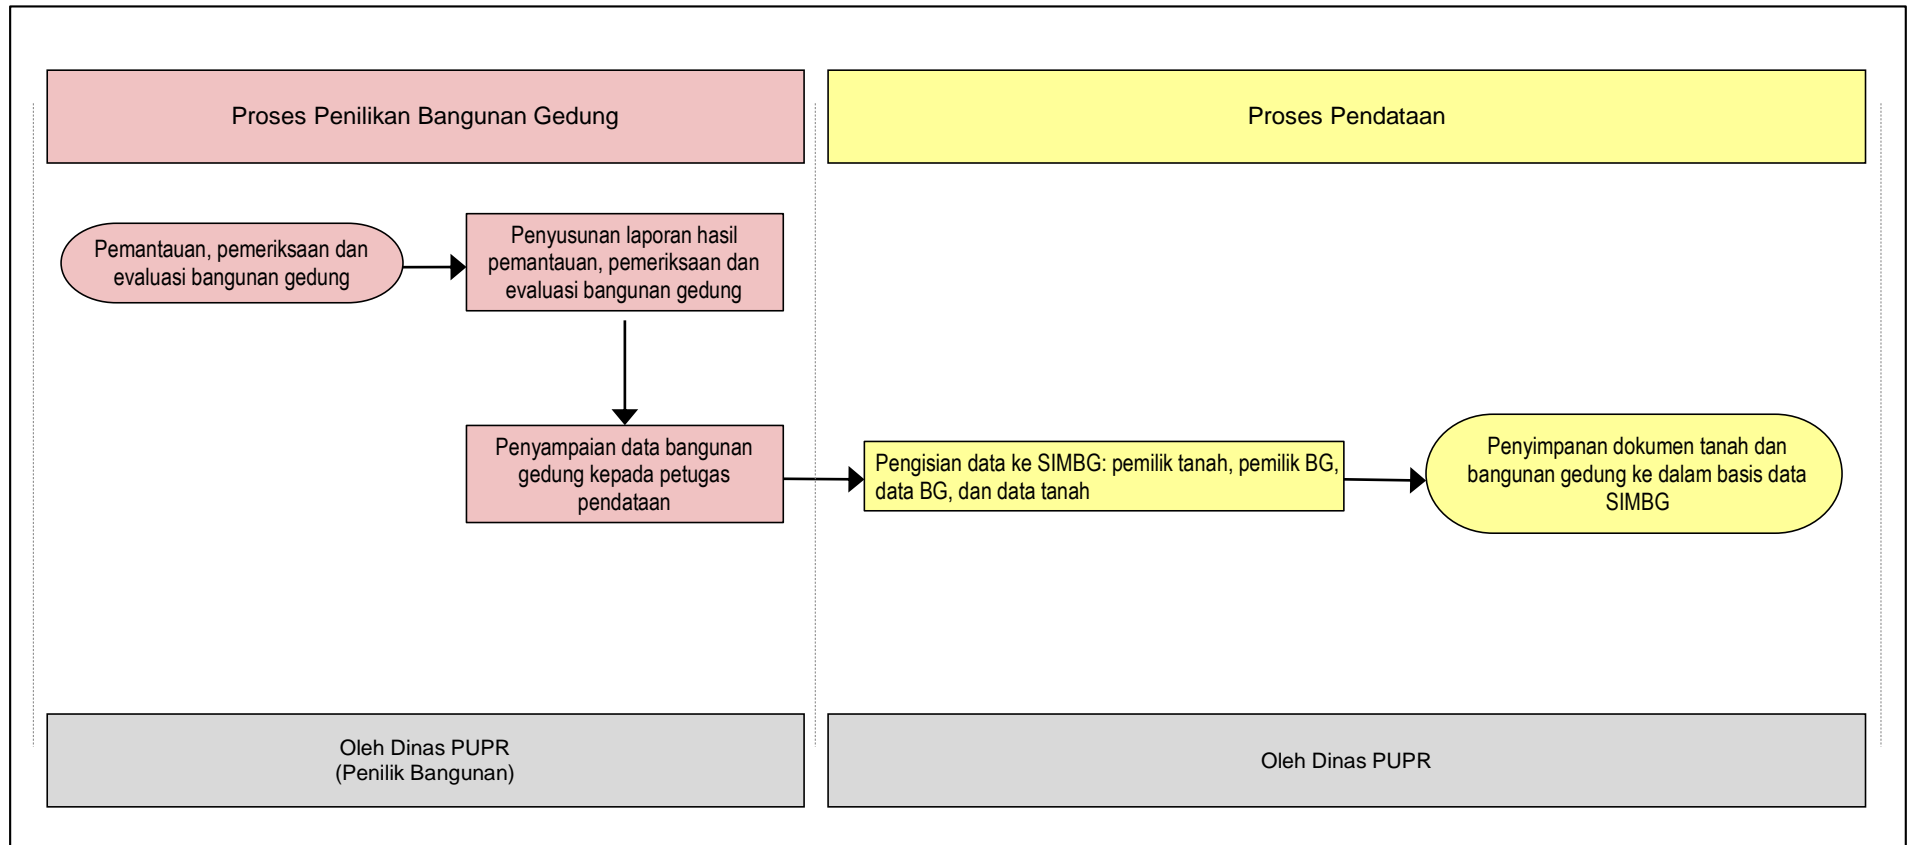 Proses Penilikan Bangunan Gedung
Proses Pendataan
Pemantauan, pemeriksaan dan
evaluasi bangunan gedung
Penyusunan laporan hasil
pemantauan, pemeriksaan dan
evaluasi bangunan gedung
Penyampaian data bangunan
gedung kepada petugas
pendataan
Pengisian data ke SIMBG: pemilik tanah, pemilik BG,
data BG, dan data tanah
Penyimpanan dokumen tanah dan
bangunan gedung ke dalam basis data
SIMBG
Oleh Dinas PUPR
(Penilik Bangunan)
Oleh Dinas PUPR